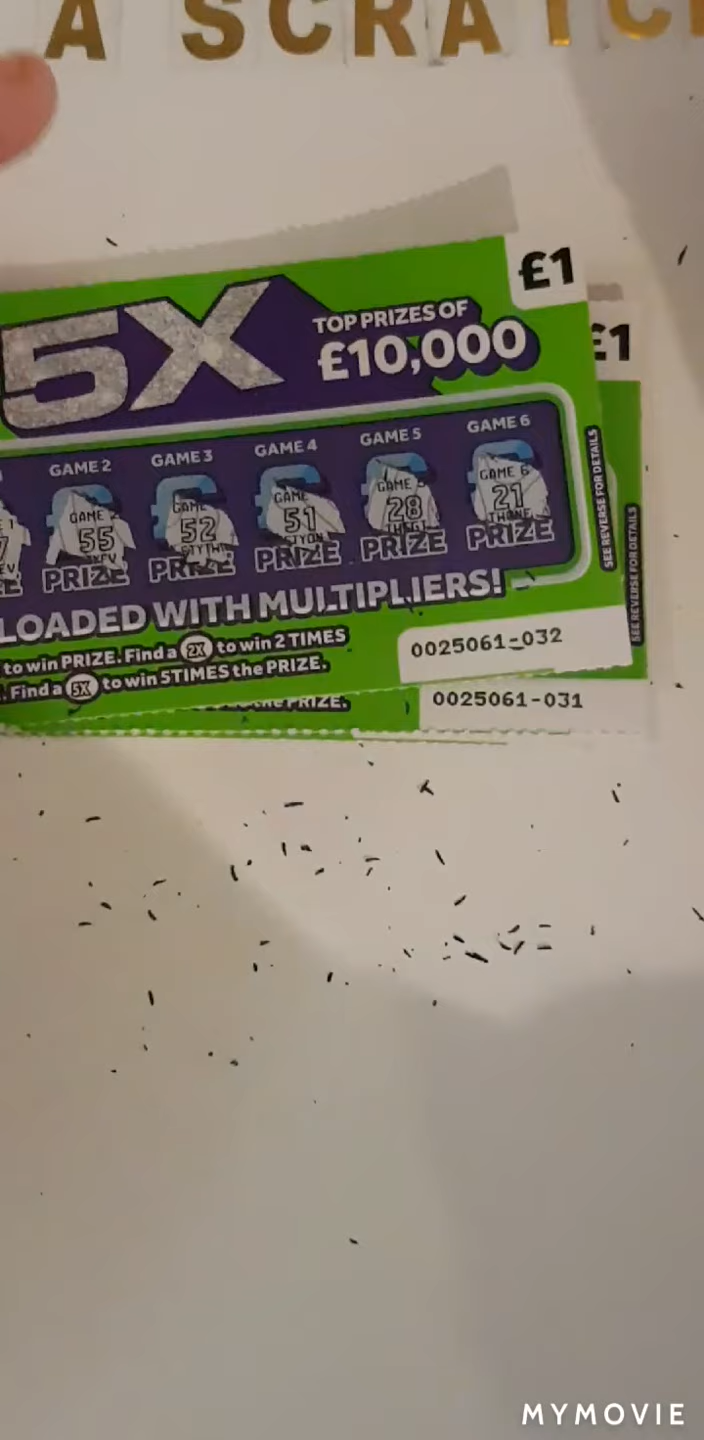 A SCRATC
£1
5X
TOP PRIZES OF
£10,000
£1
GAME 2 GAME 3 GAME 4 GAME 5 GAME 6
GAME GAME GAME GAME GAME 6
55 52 51 28 21
PRIZE PRIZE PRIZE PRIZE PRIZE
LOADED WITH MULTIPLIERS!
to win PRIZE. Find a 2X to win 2 TIMES
. Find a 5X to win 5 TIMES the PRIZE.
0025061-032
SEE REVERSE FOR DETAILS
SEE REVERSE FOR DETAILS
PRIZE.
0025061-031
MYMOVIE